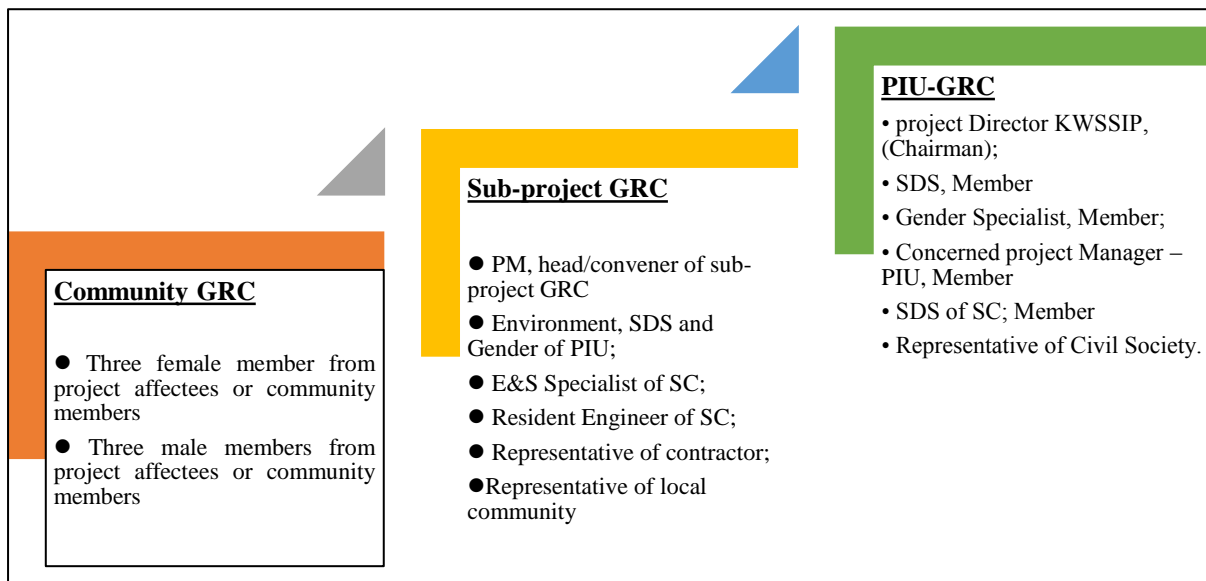 Community GRC
● Three female member from
project affectees or community
members
● Three male members from
project affectees or community
members
Sub-project GRC
● PM, head/convener of sub-
project GRC
● Environment, SDS and
Gender of PIU;
● E&S Specialist of SC;
● Resident Engineer of SC;
● Representative of contractor;
●Representative of local
community
PIU-GRC
• project Director KWSSIP,
(Chairman);
• SDS, Member
• Gender Specialist, Member;
• Concerned project Manager –
PIU, Member
• SDS of SC; Member
• Representative of Civil Society.